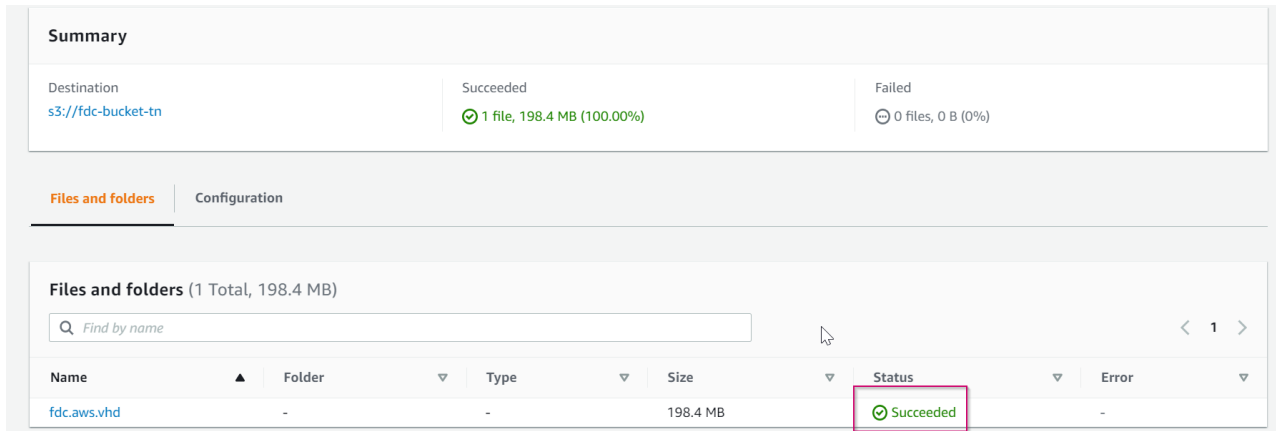 Summary
Destination
Succeeded
Failed
s3://fdc-bucket-tn
1 file, 198.4 MB (100.00%)
0 files, 0 B (0%)
Files and folders
Configuration
Files and folders (1 Total, 198.4 MB)
Find by name
1
Name Folder Type Size Status Error
fdc.aws.vhd - - 198.4 MB Succeeded -